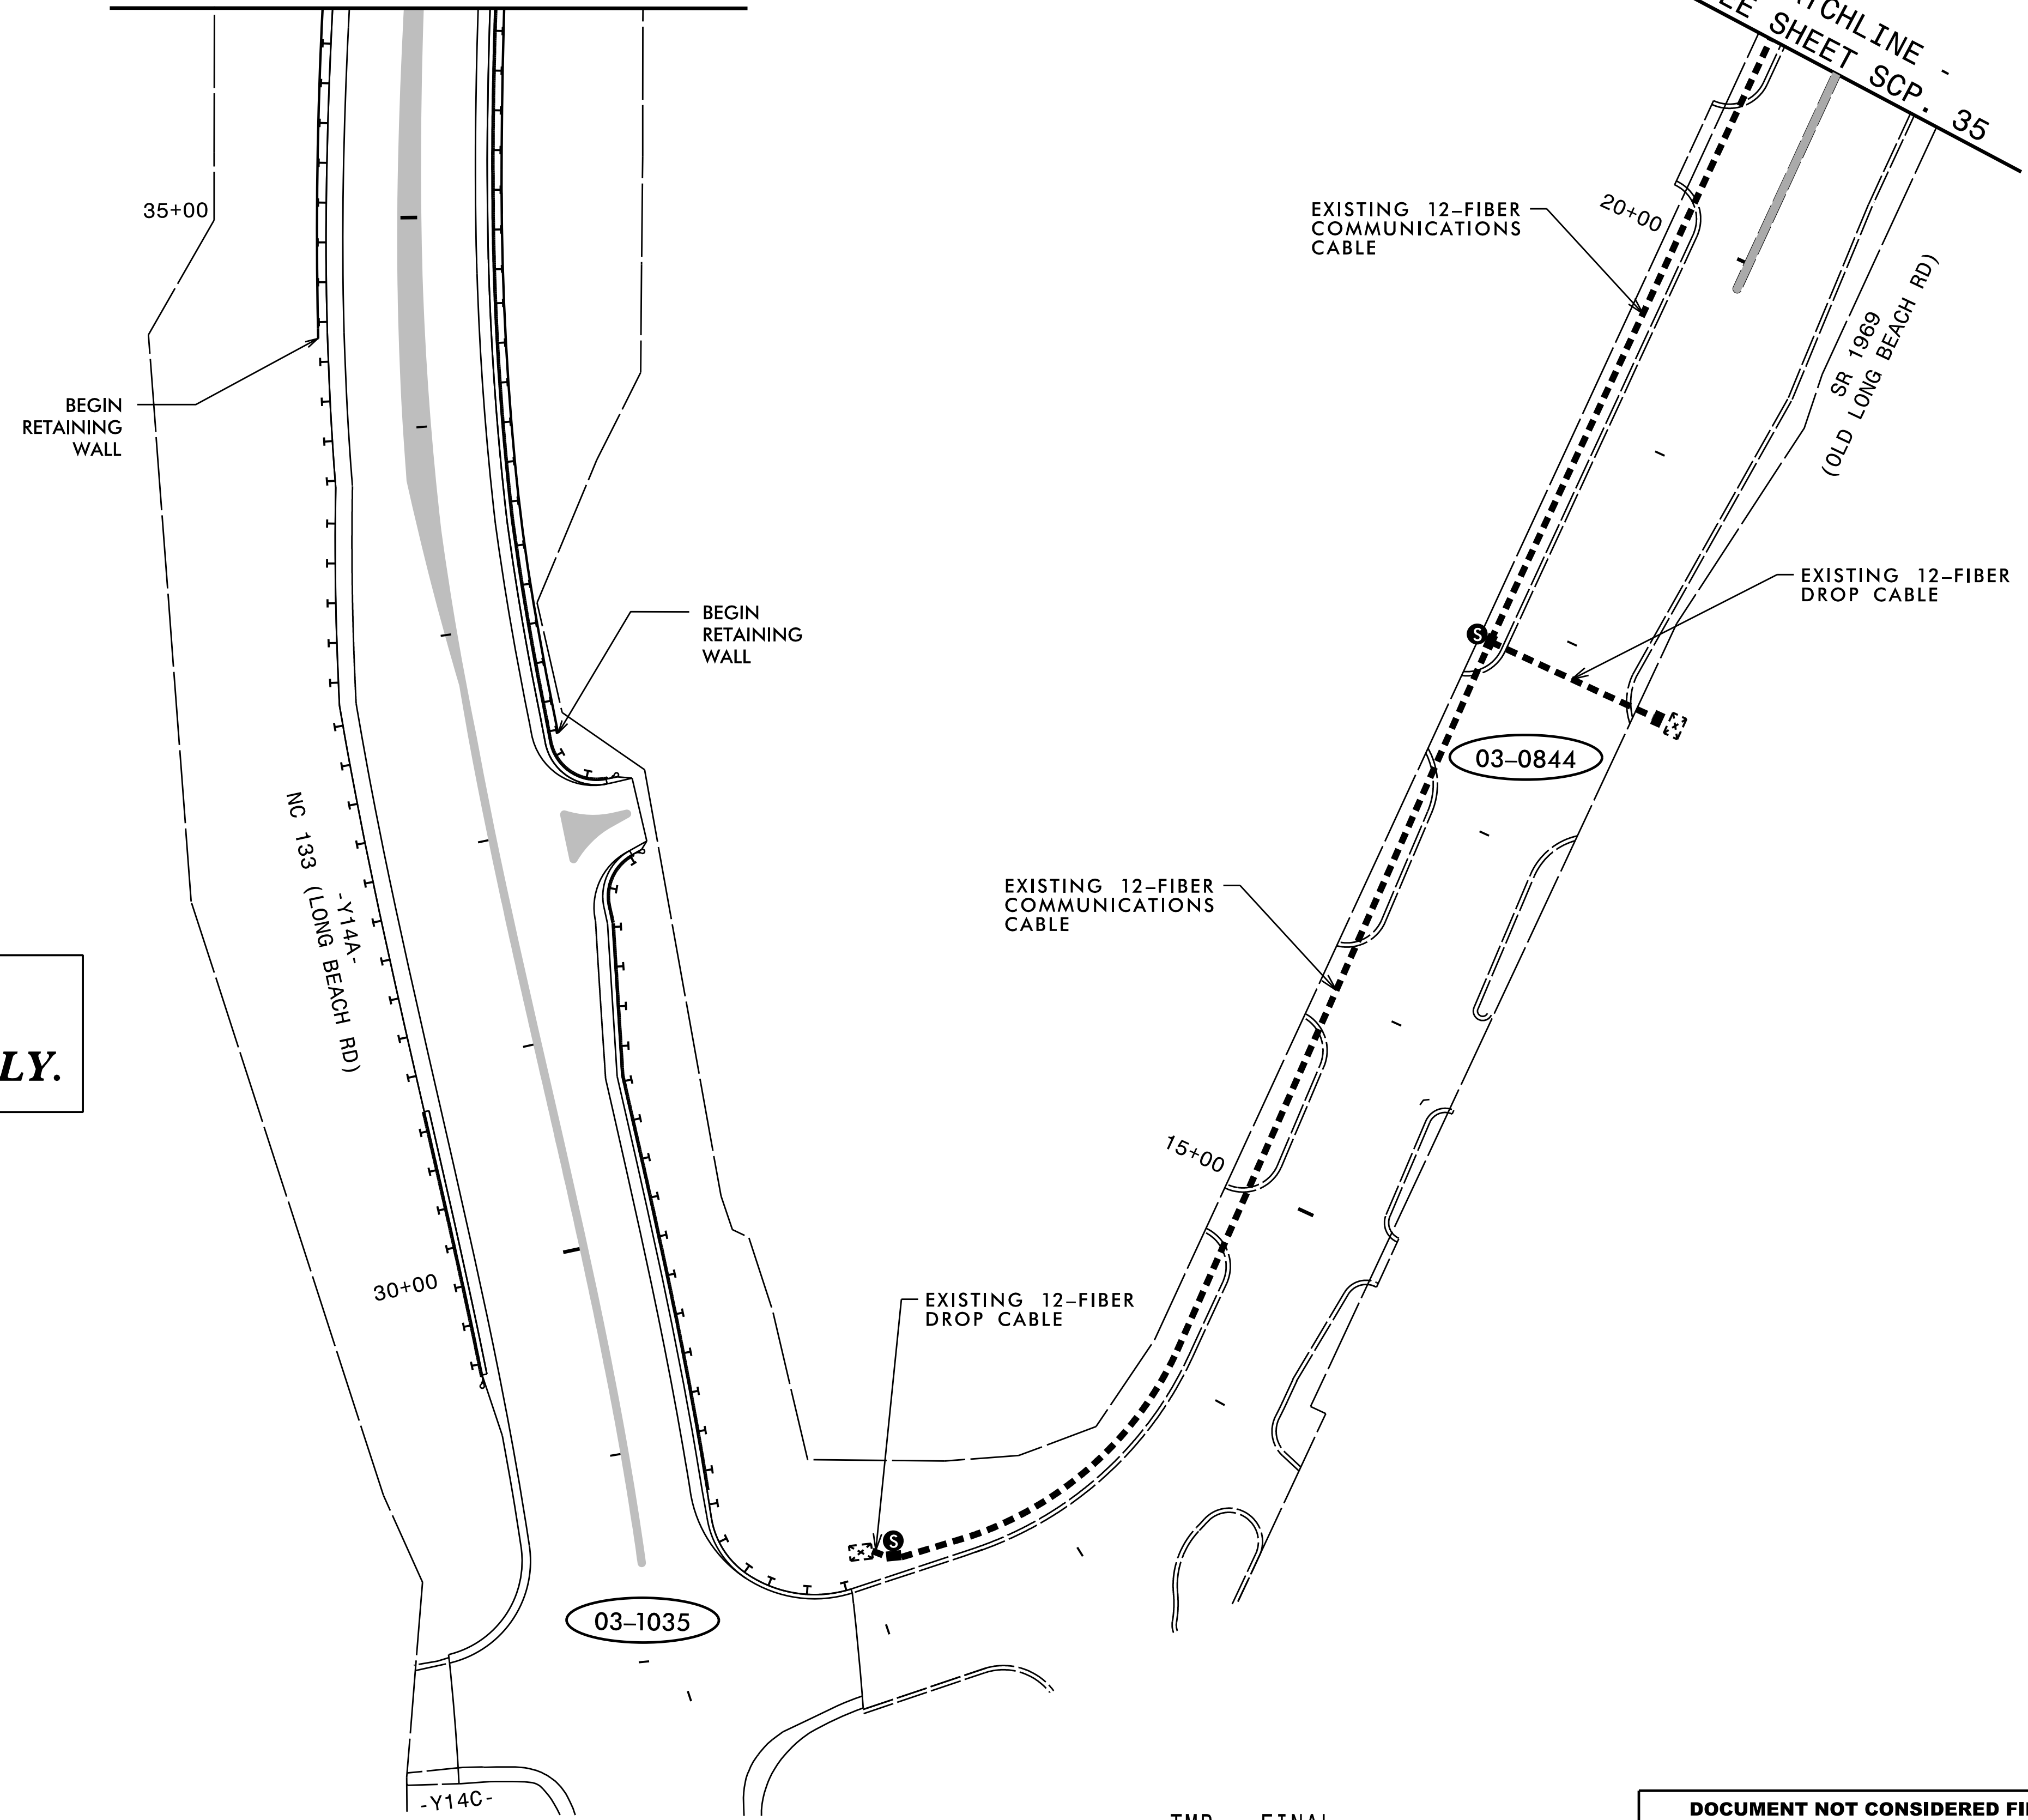 MATCHLINE -
SHEET SCP. 35
35+00
EXISTING 12–FIBER
COMMUNICATIONS
CABLE
20+00
SR 1969
(OLD LONG BEACH RD)
BEGIN
RETAINING
WALL
EXISTING 12–FIBER
DROP CABLE
BEGIN
RETAINING
WALL
S
03–0844
-Y14A-
NC 133 (LONG BEACH RD)
EXISTING 12–FIBER
COMMUNICATIONS
CABLE
LY.
15+00
30+00
EXISTING 12–FIBER
DROP CABLE
S
03–1035
-Y14C-
DOCUMENT NOT CONSIDERED FI